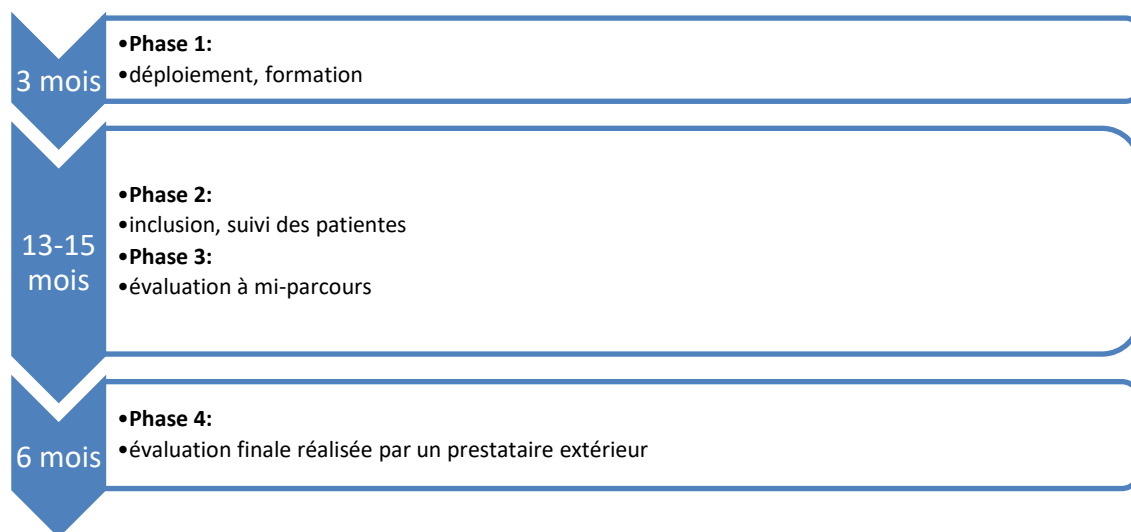 3 mois
•Phase 1:
•déploiement, formation
13-15
mois
•Phase 2:
•inclusion, suivi des patientes
•Phase 3:
•évaluation à mi-parcours
6 mois
•Phase 4:
•évaluation finale réalisée par un prestataire extérieur